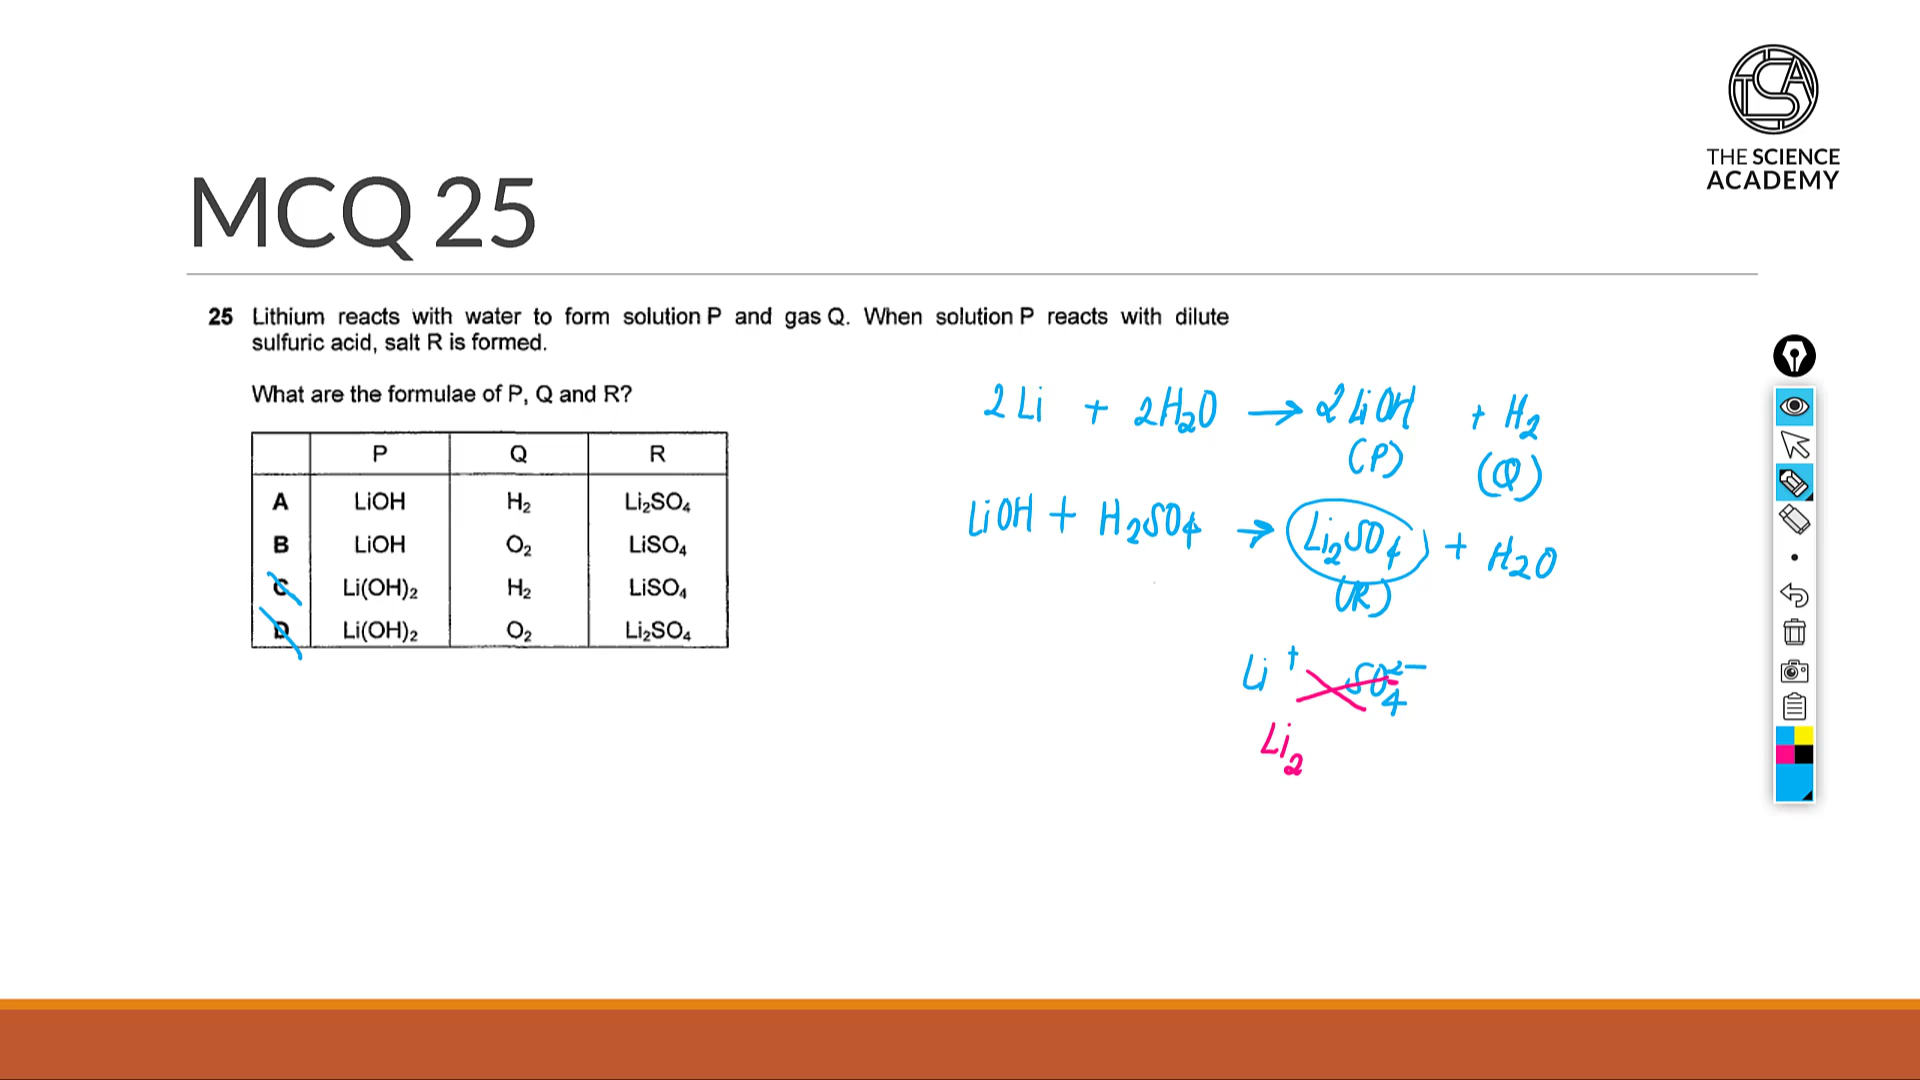 THE SCIENCE
ACADEMY
MCQ 25
25 Lithium reacts with water to form solution P and gas Q. When solution P reacts with dilute
sulfuric acid, salt R is formed.
What are the formulae of P, Q and R?
P Q R
A LiOH H₂ Li₂SO₄
B LiOH O₂ LiSO₄
C Li(OH)₂ H₂ LiSO₄
D Li(OH)₂ O₂ Li₂SO₄
2Li + 2H₂O → 2LiOH + H₂
(P) (Q)
LiOH + H₂SO₄ → Li₂SO₄ + H₂O
(R)
Li⁺ SO₄²⁻
Li₂